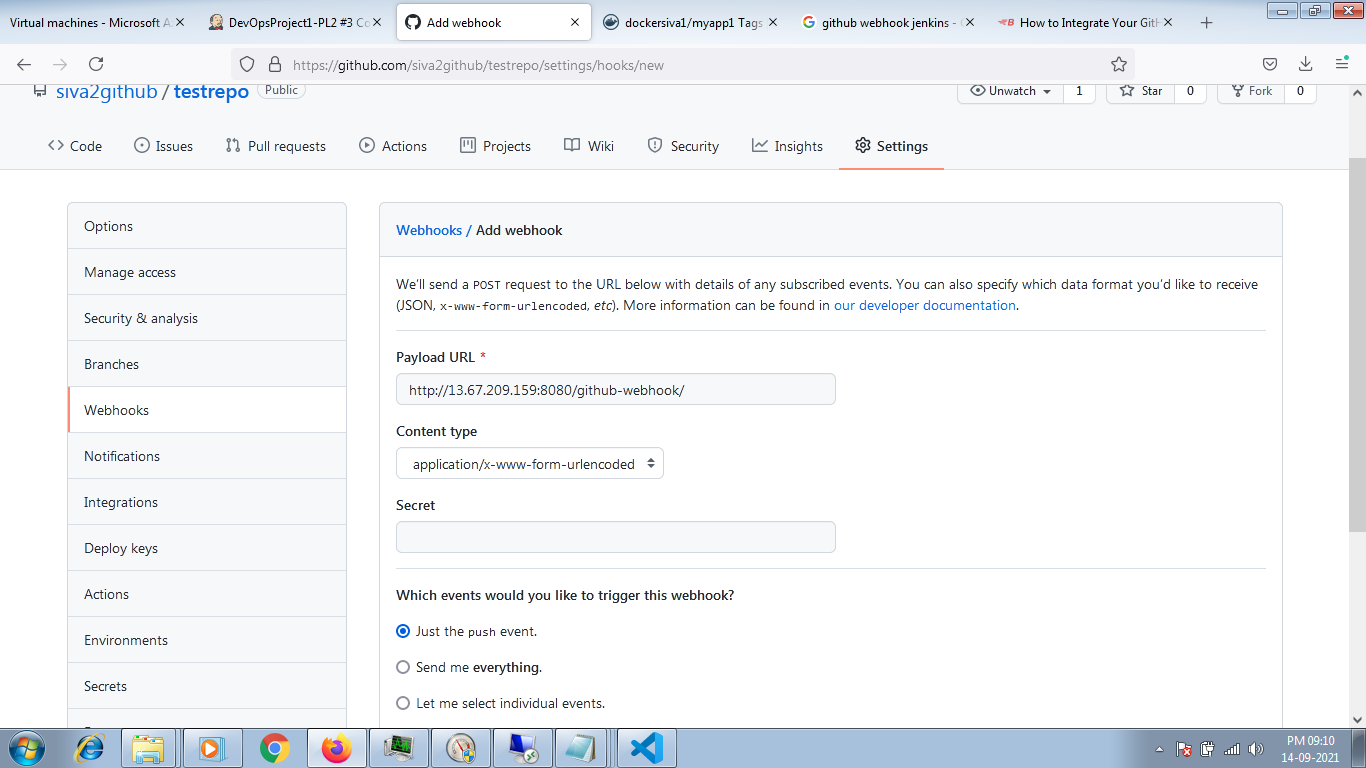 Virtual machines - Microsoft A
DevOpsProject1-PL2 #3 Co
Add webhook
dockersiva1/myapp1 Tags
github webhook jenkins -
How to Integrate Your GitH
https://github.com/siva2github/testrepo/settings/hooks/new
siva2github / testrepo Public
Unwatch 1
Star 0
Fork 0
Code
Issues
Pull requests
Actions
Projects
Wiki
Security
Insights
Settings
Options
Manage access
Security & analysis
Branches
Webhooks
Notifications
Integrations
Deploy keys
Actions
Environments
Secrets
Webhooks / Add webhook
We'll send a POST request to the URL below with details of any subscribed events. You can also specify which data format you'd like to receive
(JSON, x-www-form-urlencoded, etc). More information can be found in our developer documentation.
Payload URL *
http://13.67.209.159:8080/github-webhook/
Content type
application/x-www-form-urlencoded
Secret
Which events would you like to trigger this webhook?
Just the push event.
Send me everything.
Let me select individual events.
PM 09:10
14-09-2021